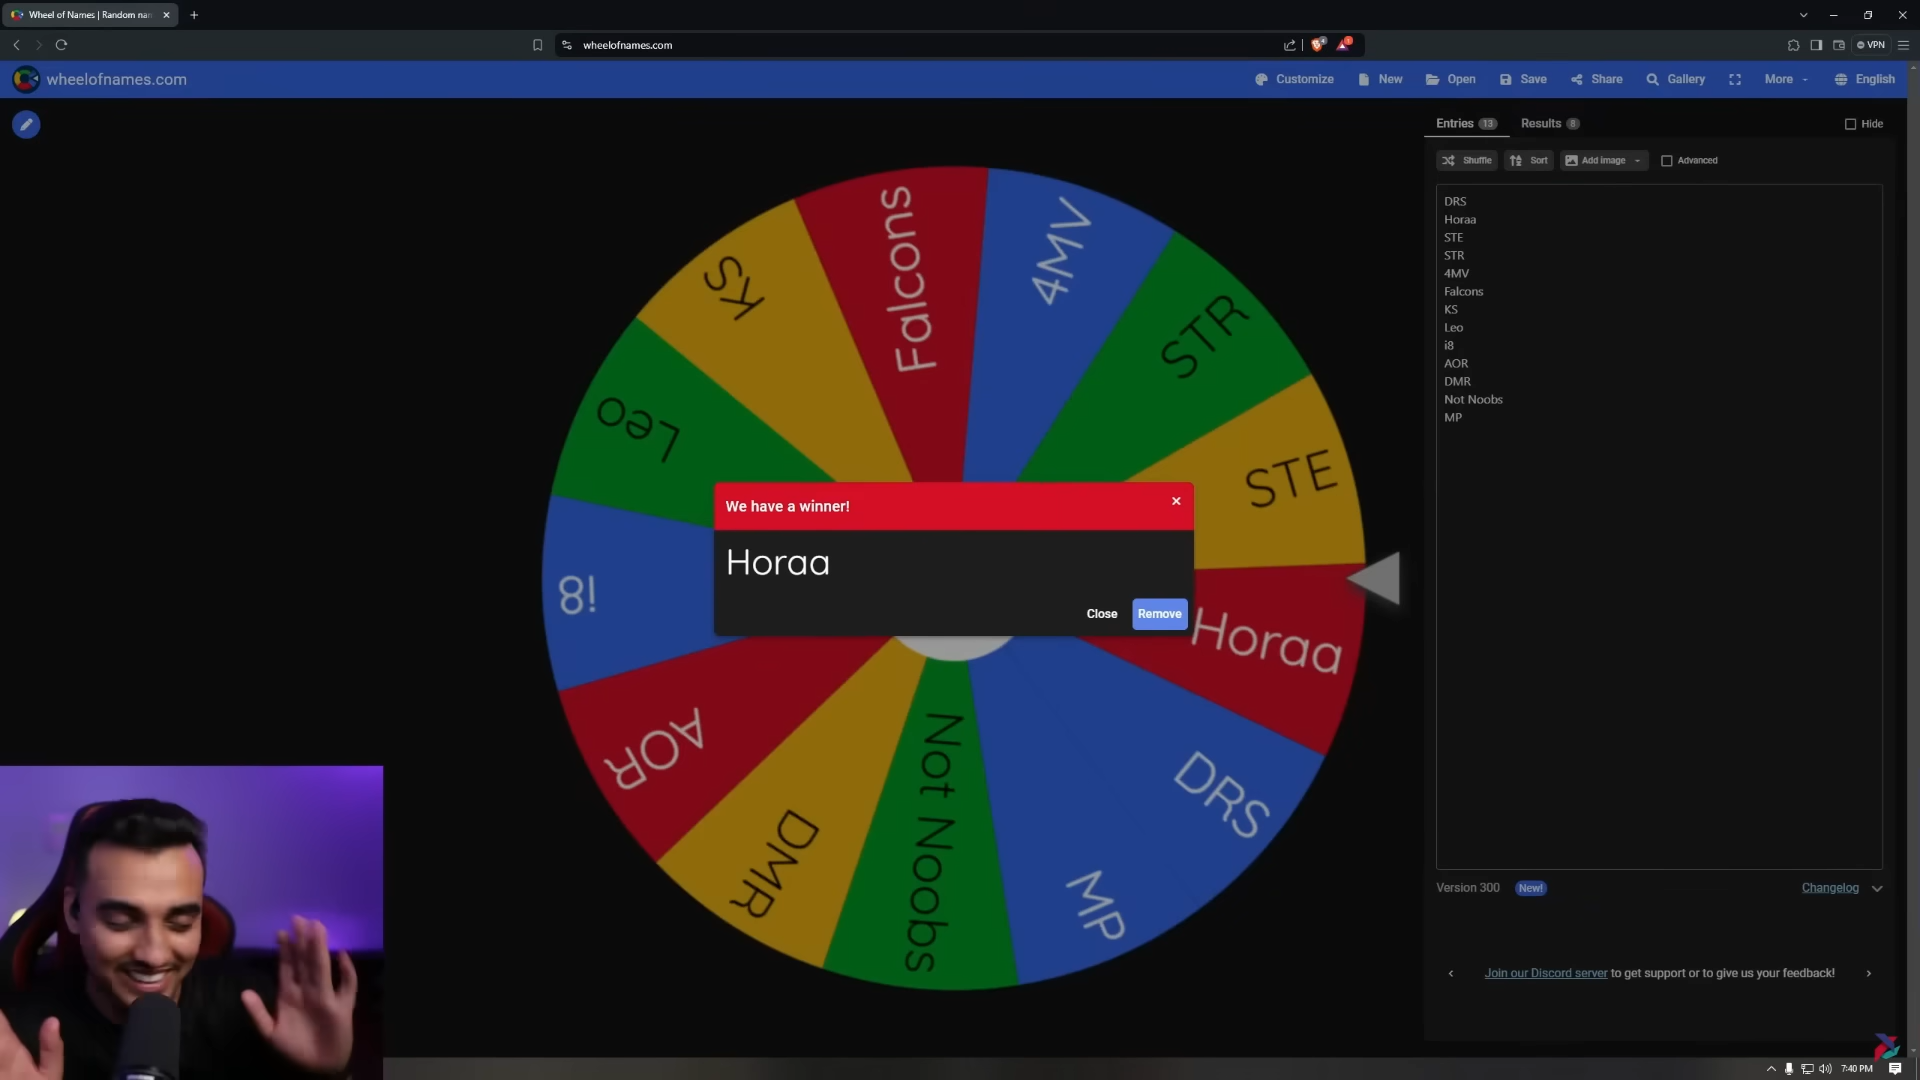 Wheel of Names | Random nam
wheelofnames.com
VPN
wheelofnames.com
Customize
New
Open
Save
Share
Gallery
More
English
Entries 13
Results 8
Hide
Shuffle
Sort
Add image
Advanced
DRS
Horaa
STE
STR
4MV
Falcons
KS
Leo
i8
AOR
DMR
Not Noobs
MP
Falcons
4MV
STR
STE
Horaa
DRS
MP
Not Noobs
DMR
AOR
i8
Leo
KS
We have a winner!
Horaa
Close
Remove
Version 300
New!
Changelog
Join our Discord server to get support or to give us your feedback!
7:40 PM